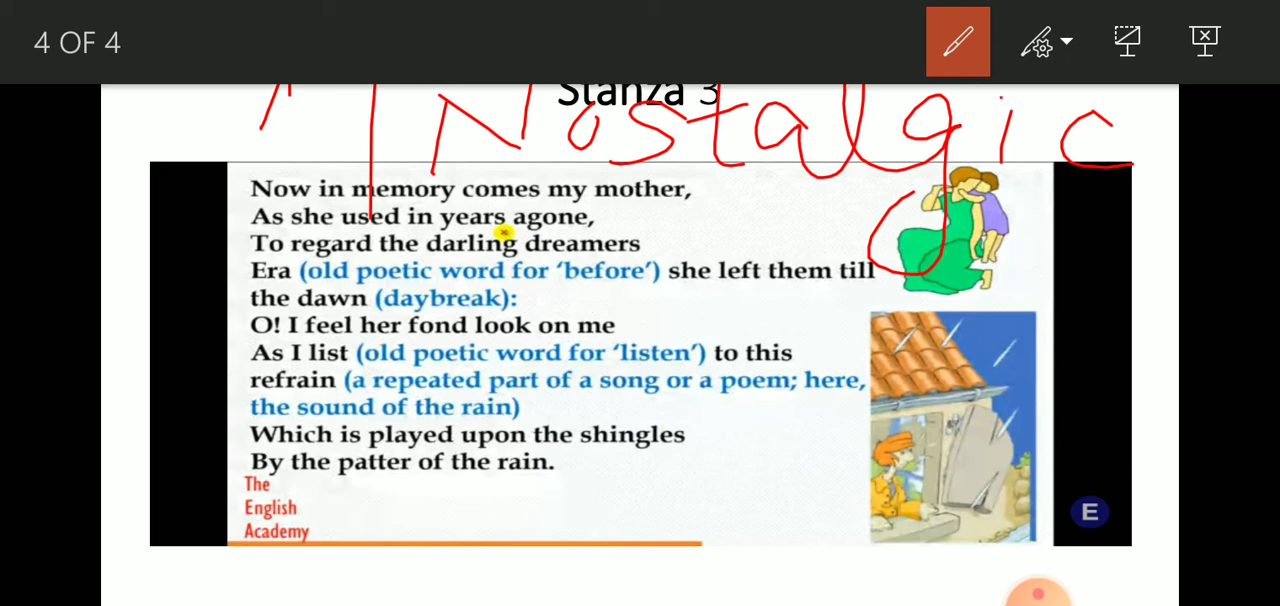 4 OF 4
Stanza 3
Nostalgic
Now in memory comes my mother,
As she used in years agone,
To regard the darling dreamers
Era (old poetic word for ‘before’) she left them till
the dawn (daybreak):
O! I feel her fond look on me
As I list (old poetic word for ‘listen’) to this
refrain (a repeated part of a song or a poem; here,
the sound of the rain)
Which is played upon the shingles
By the patter of the rain.
The
English
Academy
E